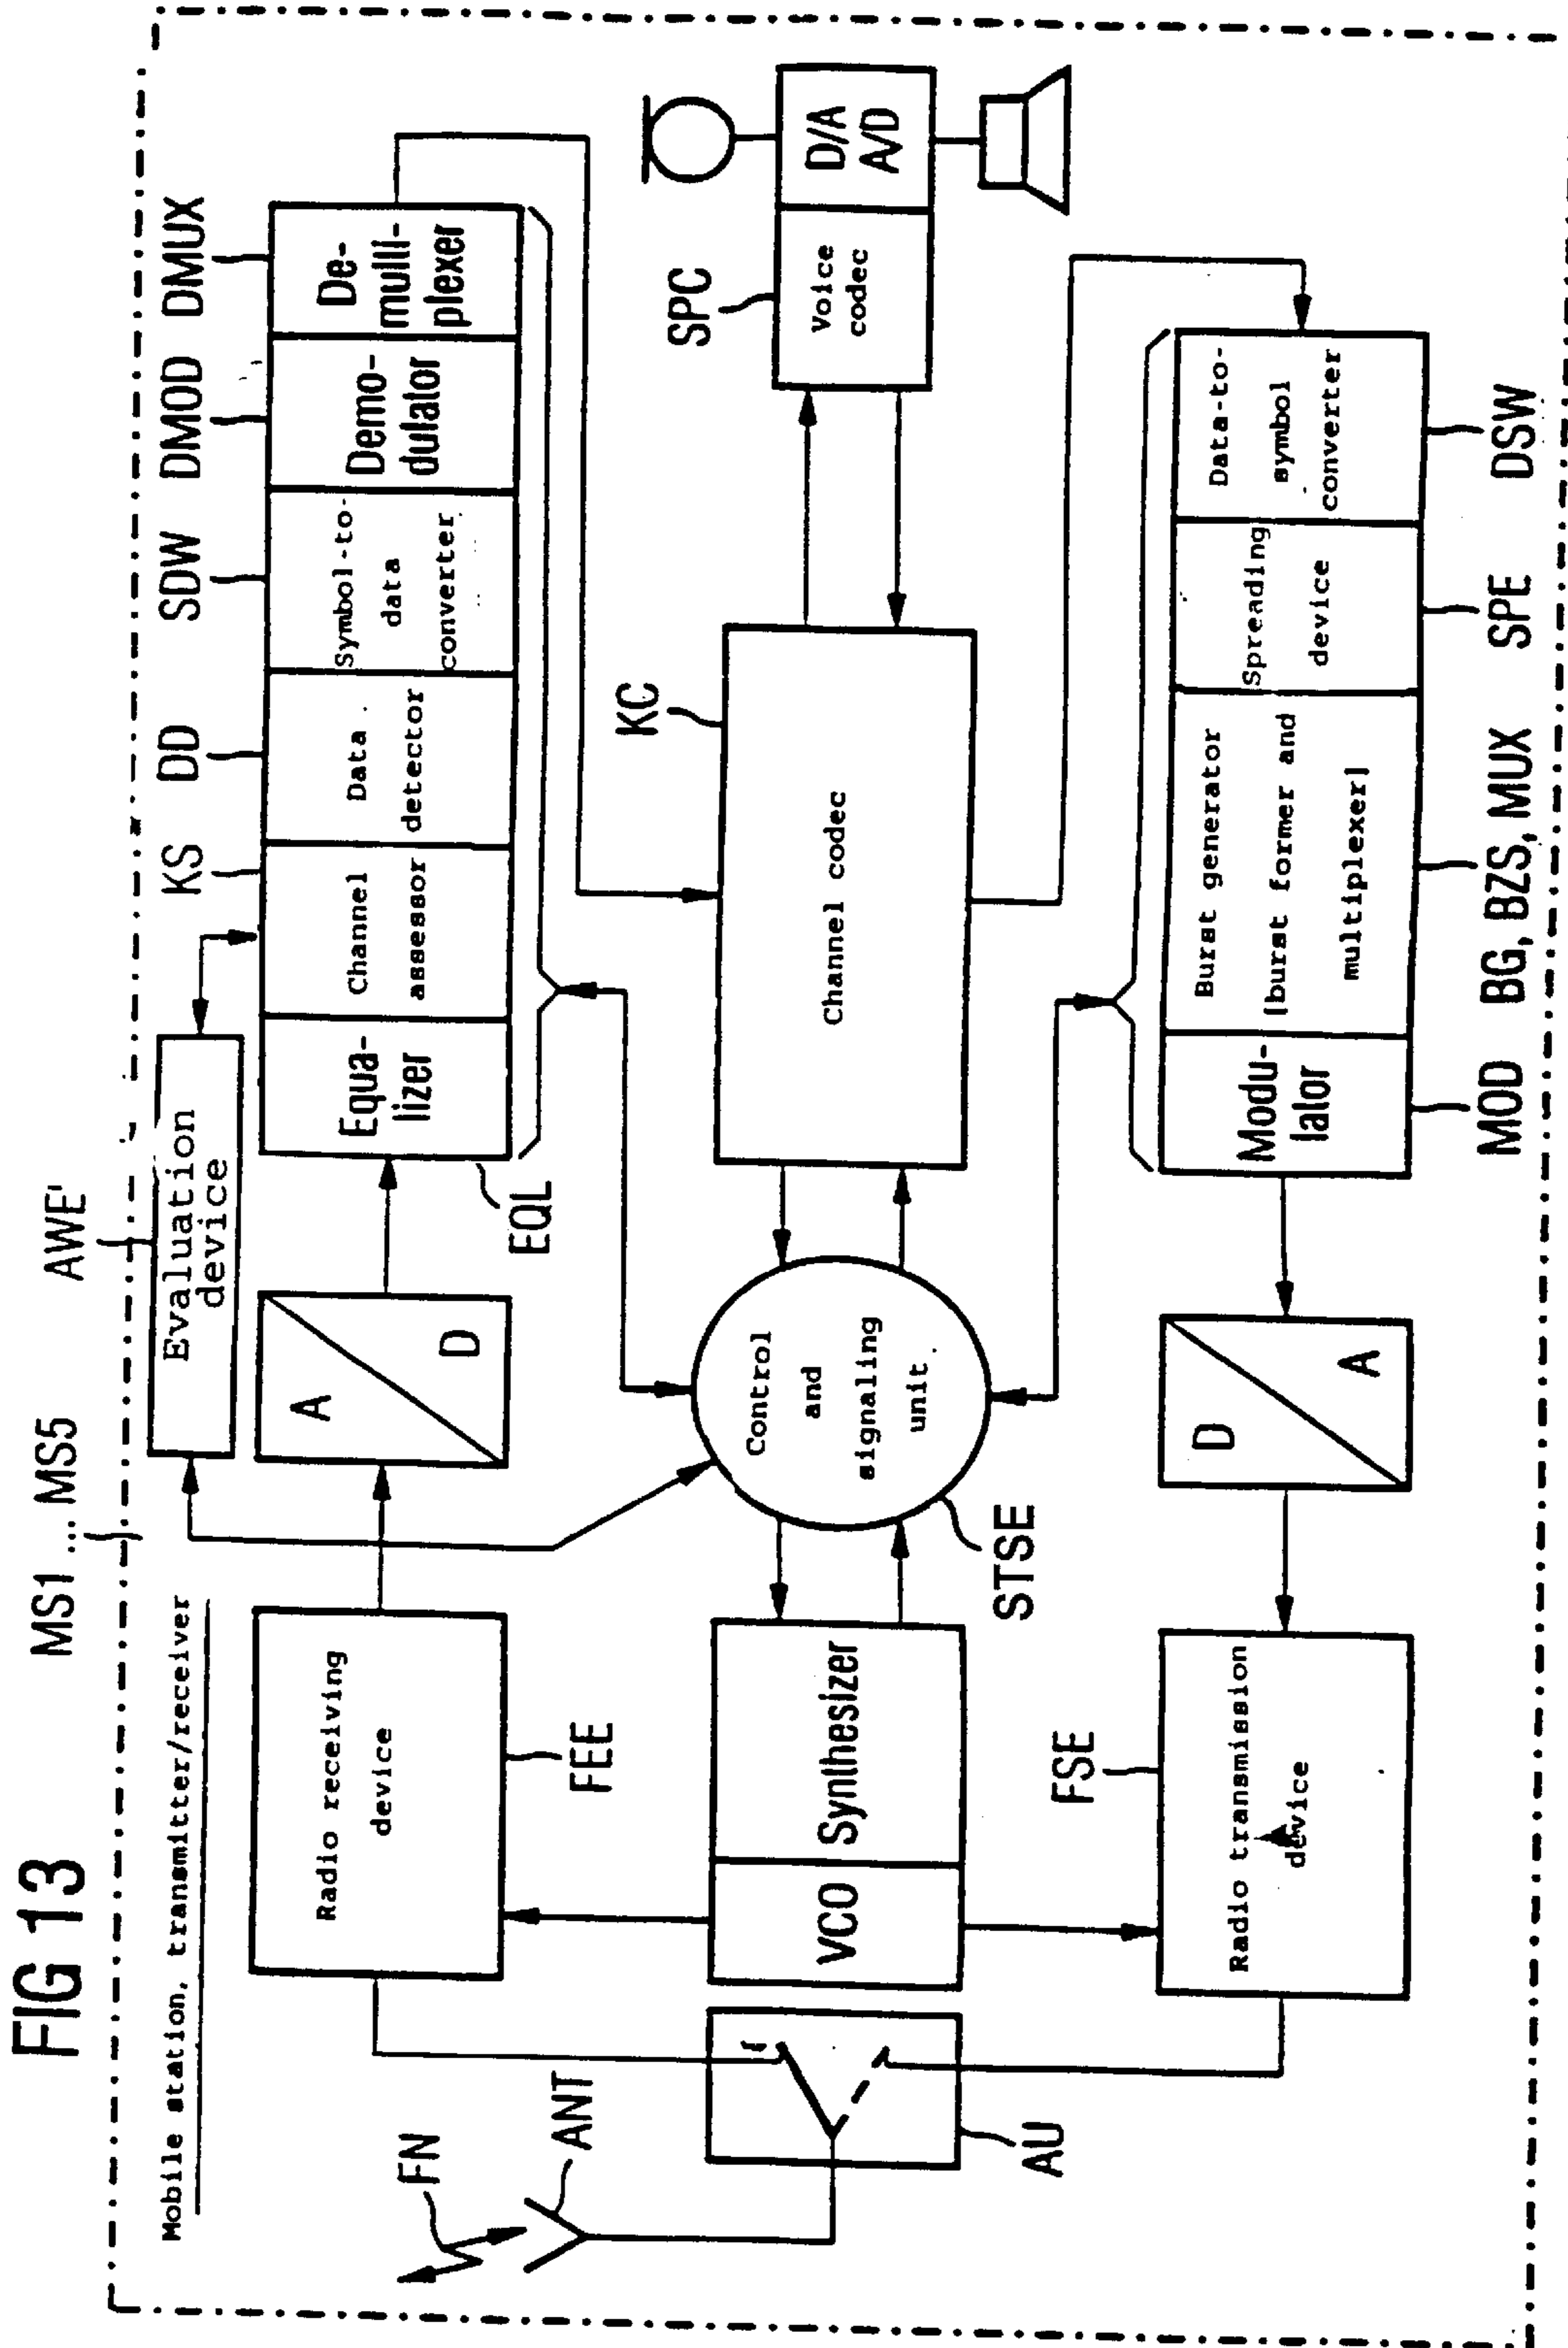 FIG 13
MS1 ... MS5
AWE'
Mobile station, transmitter/receiver
Evaluation
device
KS
DD
SDW
DMOD
DMUX
Radio receiving
device
A
D
Equa-
lizer
Channel
assessor
Data
detector
Symbol-to-
data
converter
Demo-
dulator
De-
multi-
plexer
FN
ANT
FEE
EQL
KC
SPC
AU
VCO
Synthesizer
STSE
Control
and
signaling
unit
Channel codec
Voice
codec
D/A
A/D
FSE
Radio transmission
device
D
A
Modu-
lator
Burst generator
(burst former and
multiplexer)
Spreading
device
Data-to-
symbol
converter
MOD
BG, BZS, MUX
SPE
DSW